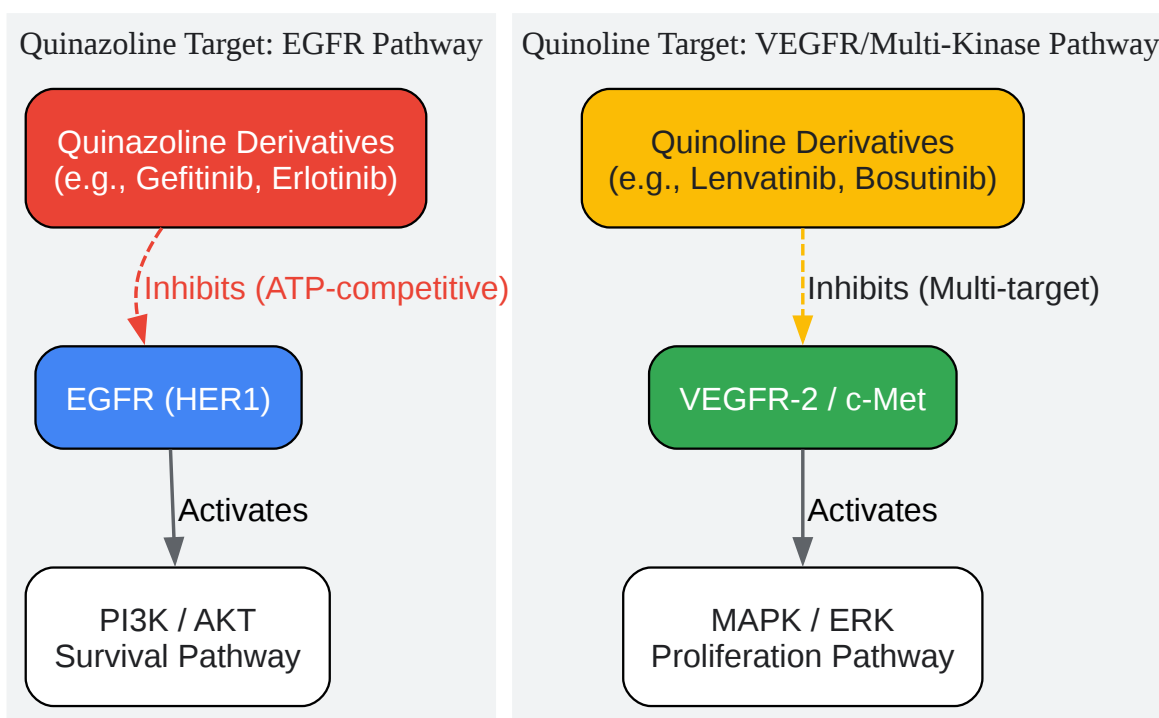 Quinazoline Target: EGFR Pathway
Quinazoline Derivatives
(e.g., Gefitinib, Erlotinib)
Inhibits (ATP-competitive)
EGFR (HER1)
Activates
PI3K / AKT
Survival Pathway
Quinoline Target: VEGFR/Multi-Kinase Pathway
Quinoline Derivatives
(e.g., Lenvatinib, Bosutinib)
Inhibits (Multi-target)
VEGFR-2 / c-Met
Activates
MAPK / ERK
Proliferation Pathway